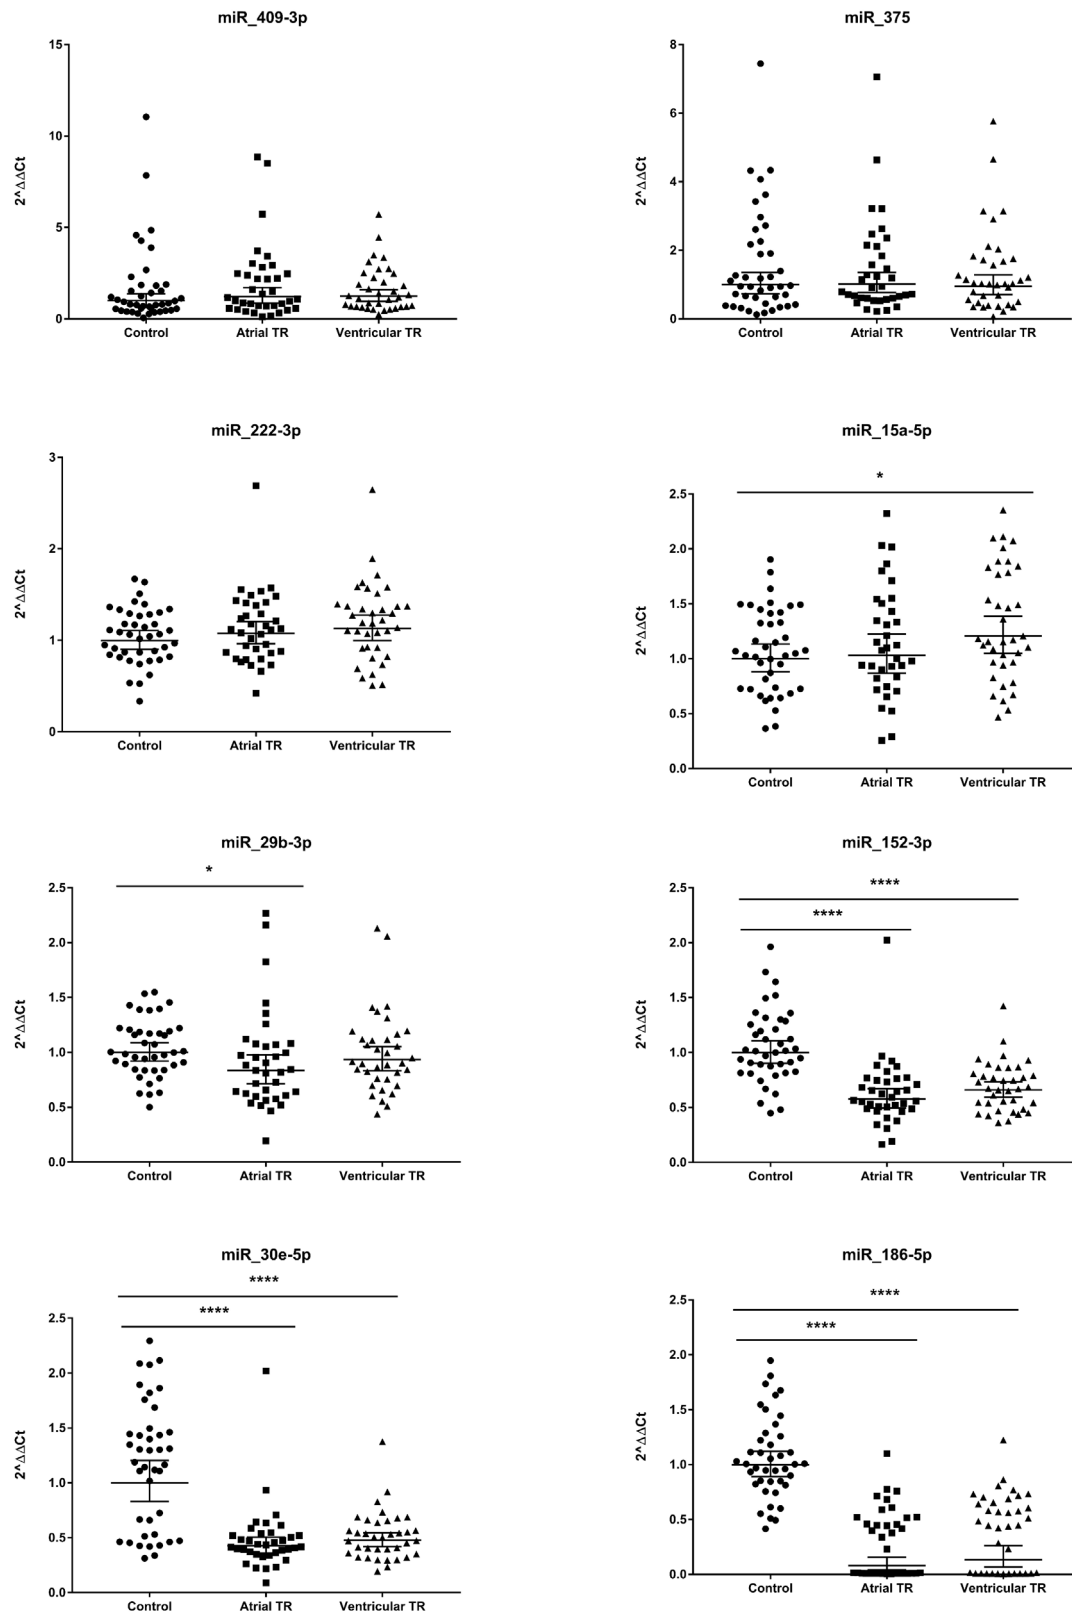 miR_409-3p
15
10
5
0
2^ΔΔCt
Control Atrial TR Ventricular TR
miR_375
8
6
4
2
0
2^ΔΔCt
Control Atrial TR Ventricular TR
miR_222-3p
3
2
1
0
2^ΔΔCt
Control Atrial TR Ventricular TR
miR_15a-5p
*
2.5
2.0
1.5
1.0
0.5
0.0
2^ΔΔCt
Control Atrial TR Ventricular TR
miR_29b-3p
*
2.5
2.0
1.5
1.0
0.5
0.0
2^ΔΔCt
Control Atrial TR Ventricular TR
miR_152-3p
****
****
2.5
2.0
1.5
1.0
0.5
0.0
2^ΔΔCt
Control Atrial TR Ventricular TR
miR_30e-5p
****
****
2.5
2.0
1.5
1.0
0.5
0.0
2^ΔΔCt
Control Atrial TR Ventricular TR
miR_186-5p
****
****
2.5
2.0
1.5
1.0
0.5
0.0
2^ΔΔCt
Control Atrial TR Ventricular TR